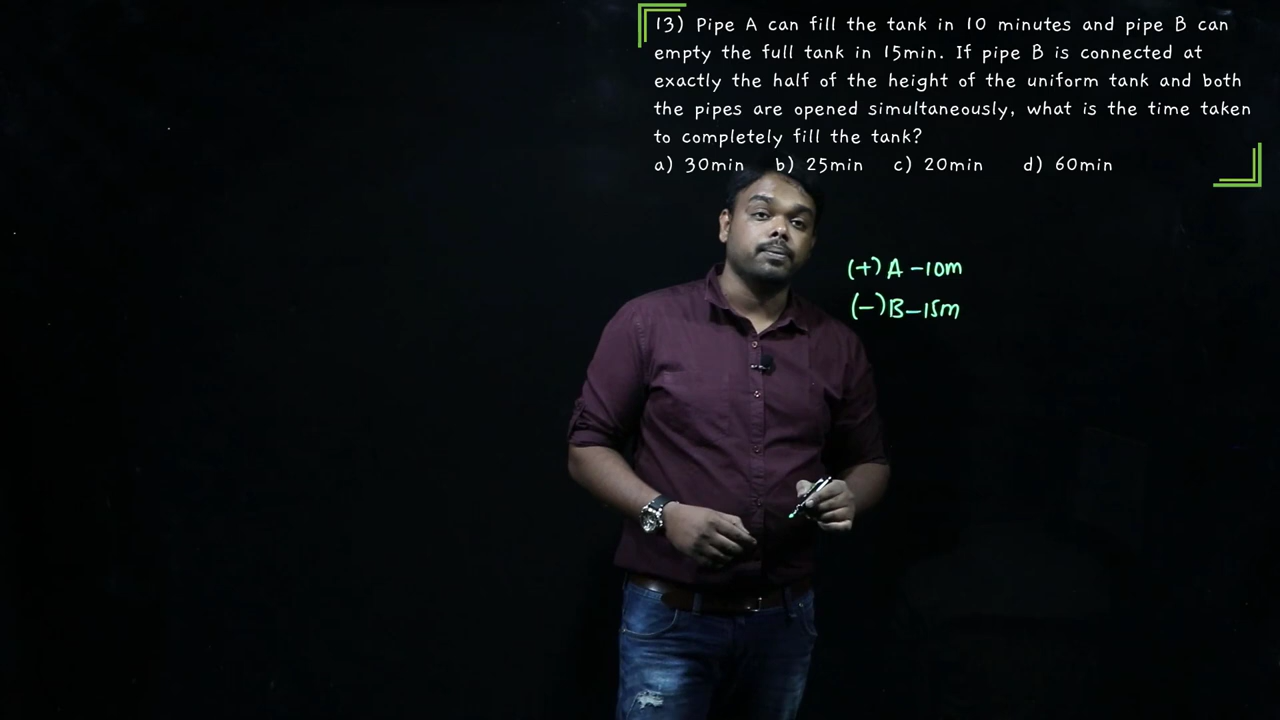 13) Pipe A can fill the tank in 10 minutes and pipe B can
empty the full tank in 15min. If pipe B is connected at
exactly the half of the height of the uniform tank and both
the pipes are opened simultaneously, what is the time taken
to completely fill the tank?
a) 30min b) 25min c) 20min d) 60min
(+) A - 10m
(-) B - 15m